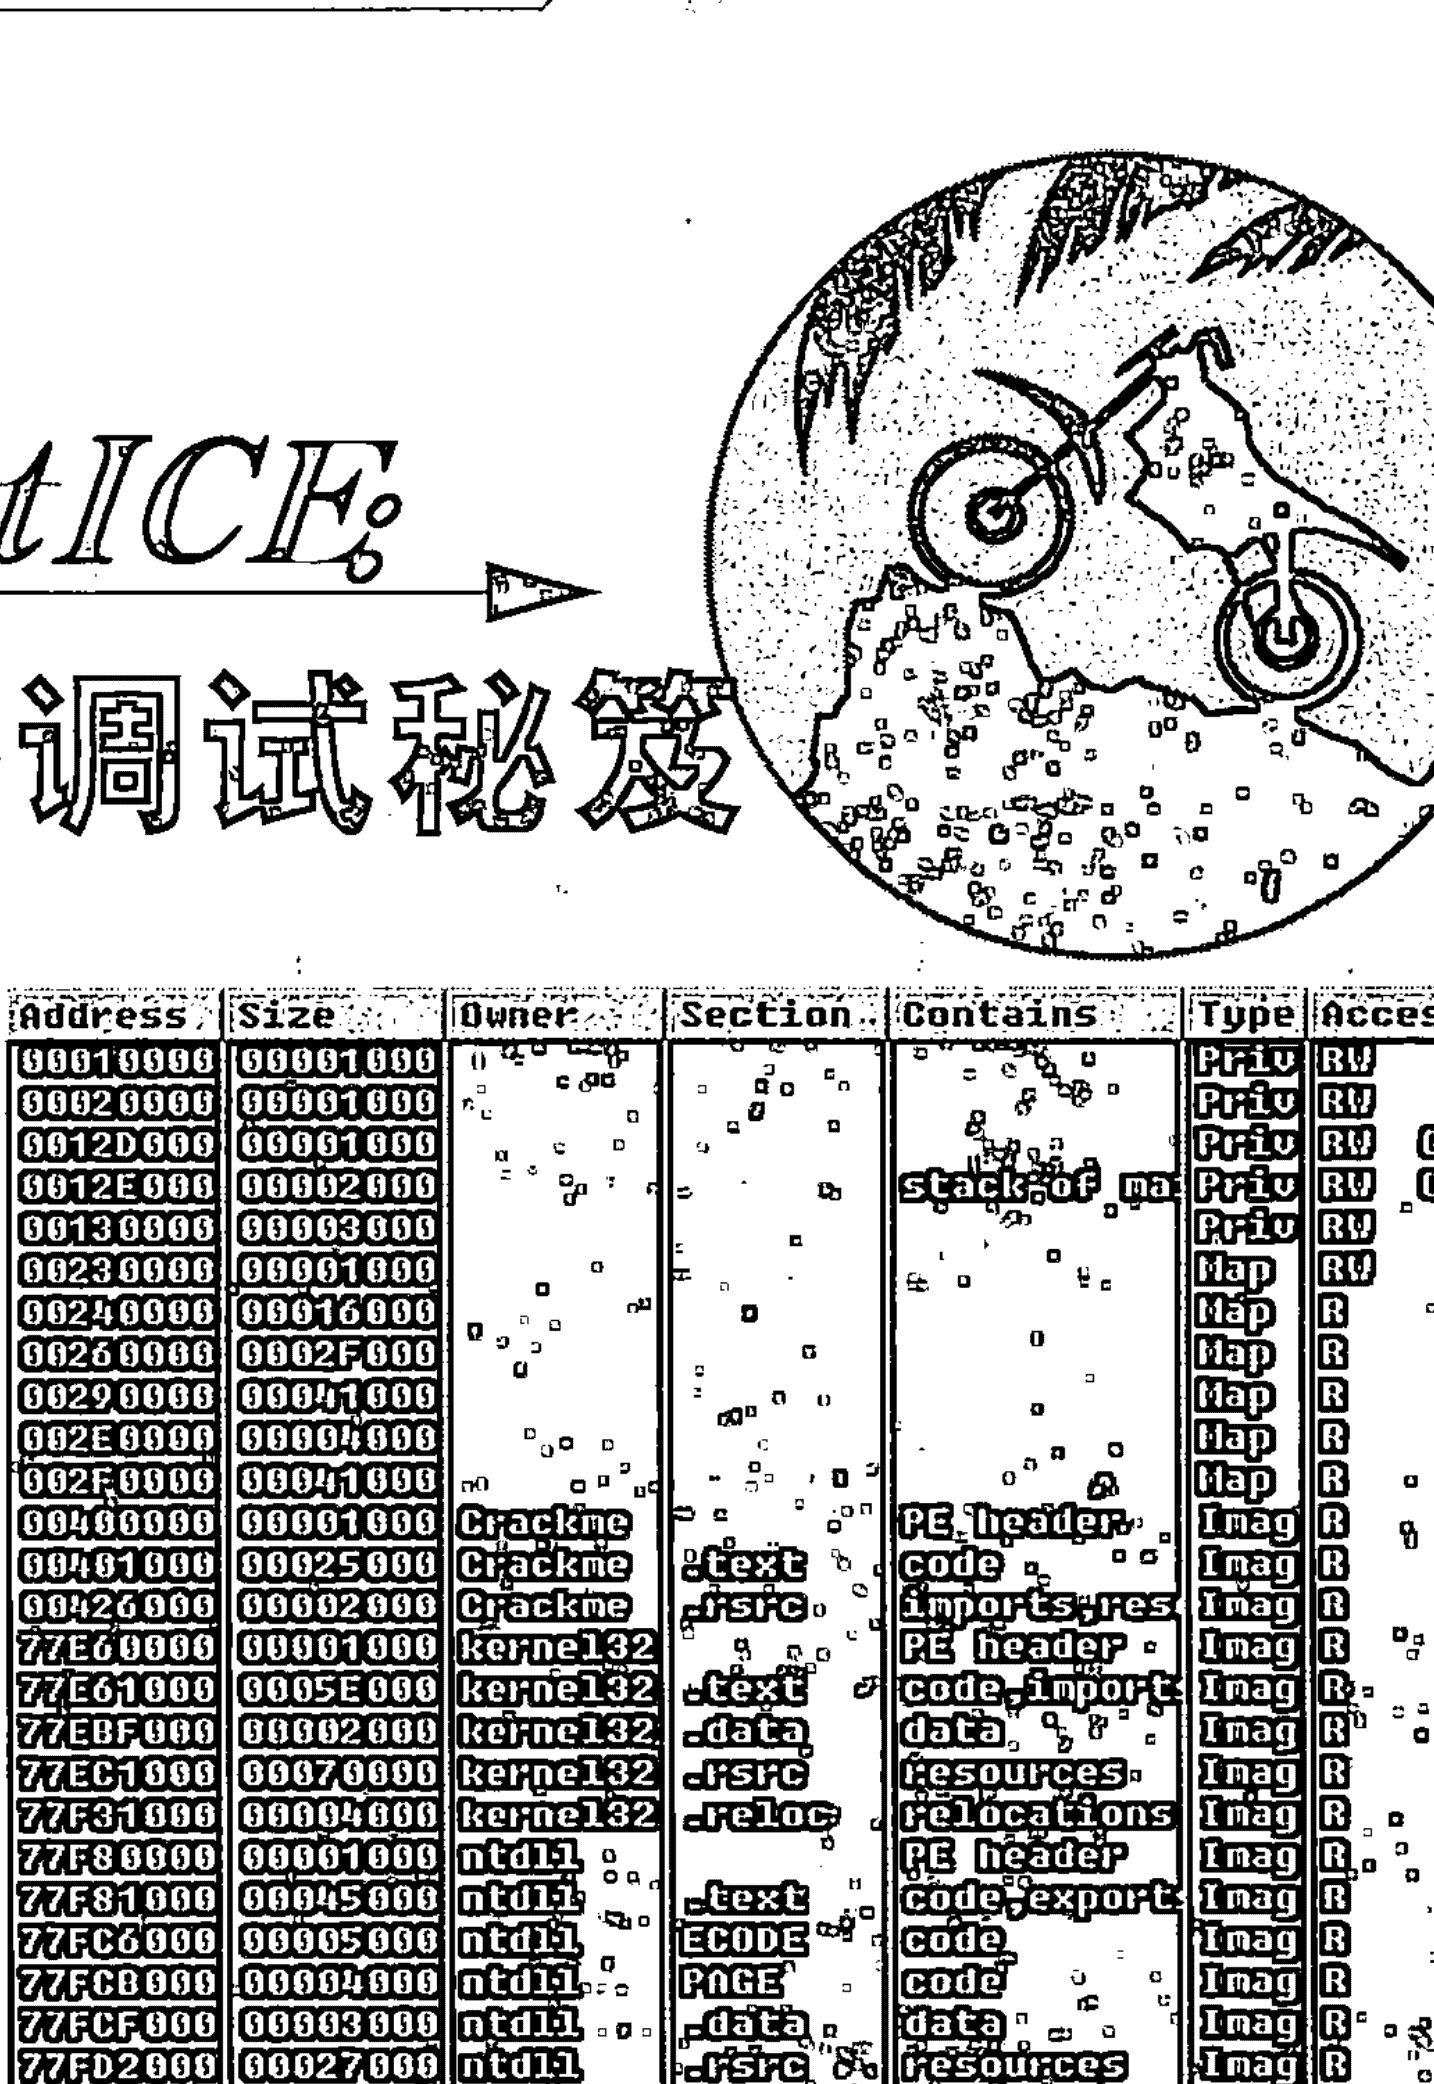 tICE
调试秘笈
Address Size Owner Section Contains Type Acces
00010000 00001000 Priv RW
00020000 00001000 Priv RW
0012D000 00001000 Priv RW
0012E000 00002000 stack of ma Priv RW
00130000 00003000 Priv RW
00230000 00001000 Map RW
00240000 00016000 Map R
00260000 0002F000 Map R
00290000 00041000 Map R
002E0000 00004000 Map R
002F0000 00041000 Map R
00400000 00001000 Crackme PE header Imag R
00401000 00025000 Crackme .text code Imag R
00426000 00002000 Crackme .rsrc imports,res Imag R
77E60000 00001000 kernel32 PE header Imag R
77E61000 0005E000 kernel32 .text code,import Imag R
77EBF000 00002000 kernel32 .data data Imag R
77EC1000 00070000 kernel32 .rsrc resources Imag R
77F31000 00004000 kernel32 .reloc relocations Imag R
77F80000 00001000 ntdll PE header Imag R
77F81000 00045000 ntdll .text code,export Imag R
77FC6000 00005000 ntdll ECODE code Imag R
77FCB000 00004000 ntdll PAGE code Imag R
77FCF000 00003000 ntdll .data data Imag R
77FD2000 00027000 ntdll .rsrc resources Imag R